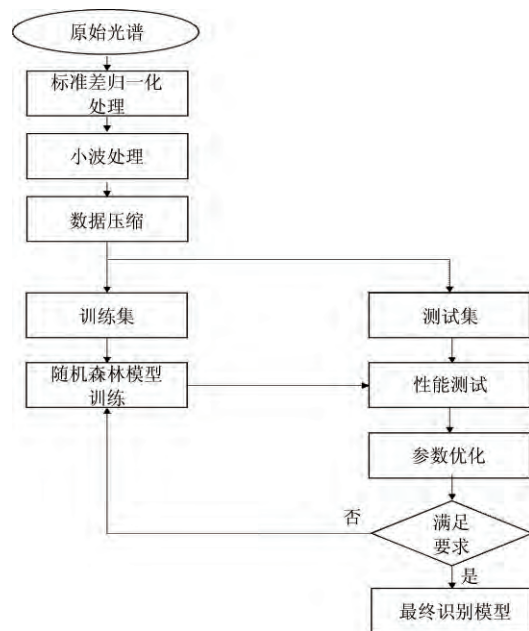 原始光谱
标准差归一化
处理
小波处理
数据压缩
训练集
测试集
随机森林模型
训练
性能测试
参数优化
否
满足
要求
是
最终识别模型